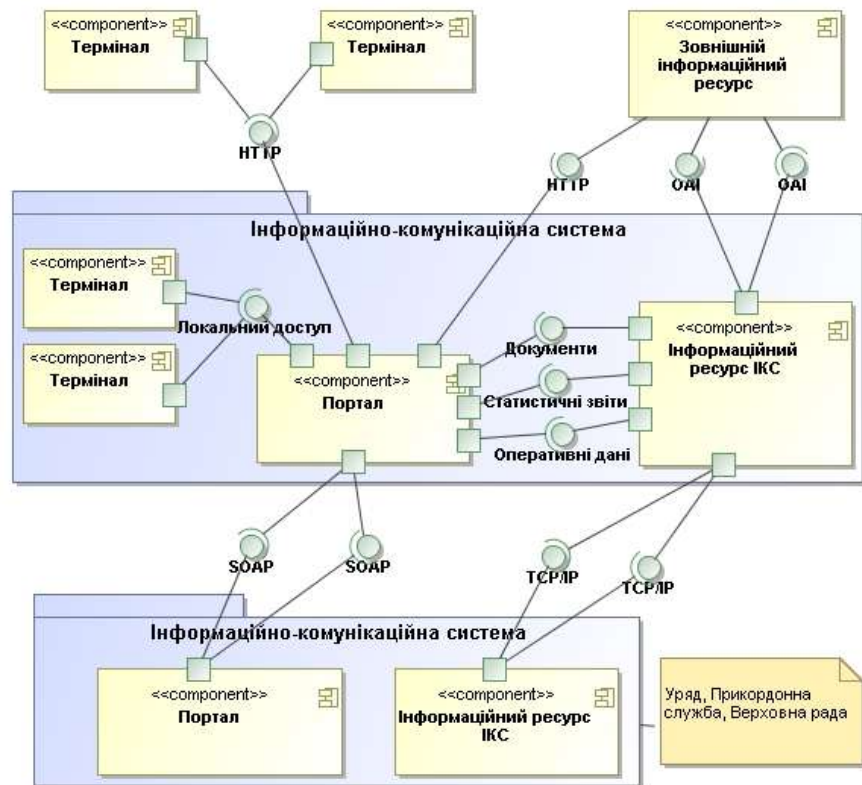 <<component>>
Термінал
<<component>>
Термінал
<<component>>
Зовнішній
інформаційний
ресурс
HTTP
HTTP
OAI
OAI
Інформаційно-комунікаційна система
<<component>>
Термінал
Локальний доступ
<<component>>
Термінал
<<component>>
Портал
Документи
Статистичні звіти
Оперативні дані
<<component>>
Інформаційний
ресурс ІКС
SOAP
SOAP
TCP/IP
TCP/IP
Інформаційно-комунікаційна система
<<component>>
Портал
<<component>>
Інформаційний ресурс
ІКС
Уряд, Прикордонна
служба, Верховна рада